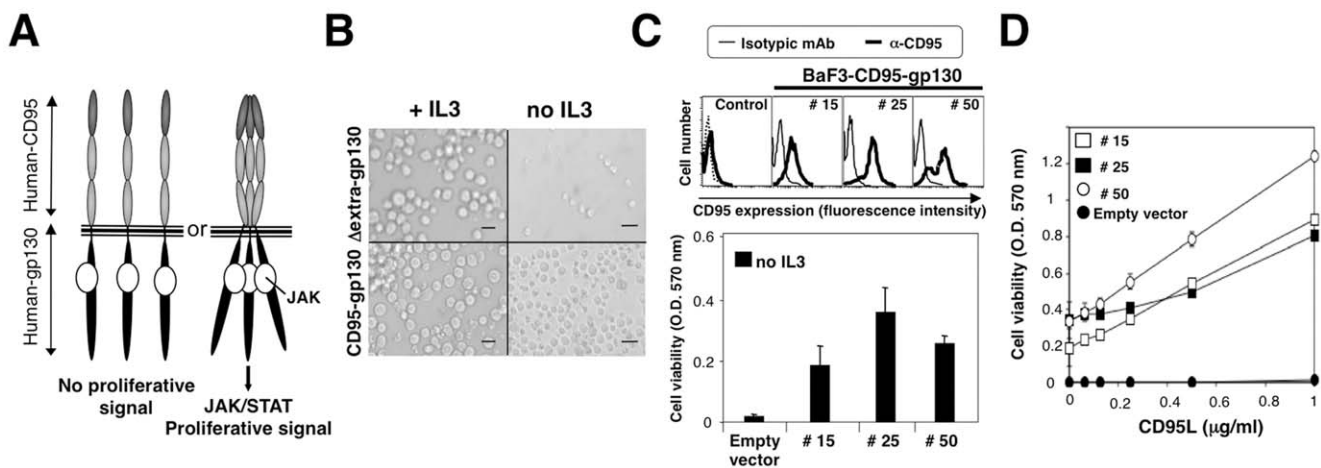 A
Human-CD95
Human-gp130
or
JAK
No proliferative
signal
JAK/STAT
Proliferative signal
B
+ IL3
no IL3
Δextra-gp130
CD95-gp130
C
Isotypic mAb
α-CD95
BaF3-CD95-gp130
Control
# 15
# 25
# 50
Cell number
CD95 expression (fluorescence intensity)
Cell viability (O.D. 570 nm)
0.6
0.4
0.2
0
no IL3
Empty
vector
# 15
# 25
# 50
D
Cell viability (O.D. 570 nm)
1.2
1
0.8
0.6
0.4
0.2
0
# 15
# 25
# 50
Empty vector
0
0.2
0.4
0.6
0.8
1
CD95L (μg/ml)